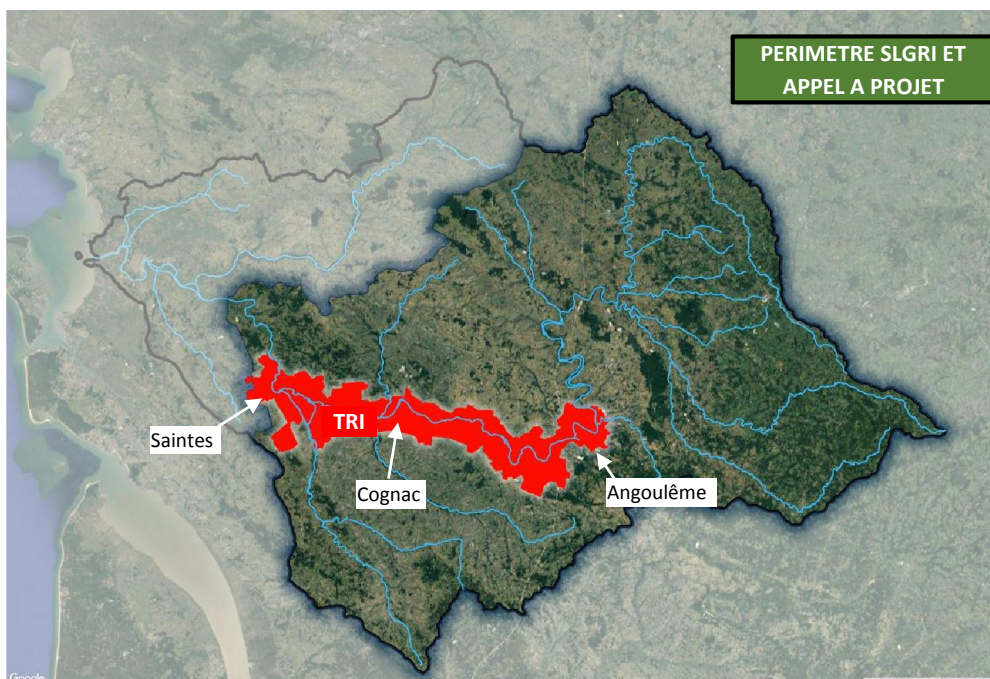 PERIMETRE SLGRI ET
APPEL A PROJET
TRI
Saintes
Cognac
Angoulême
Google